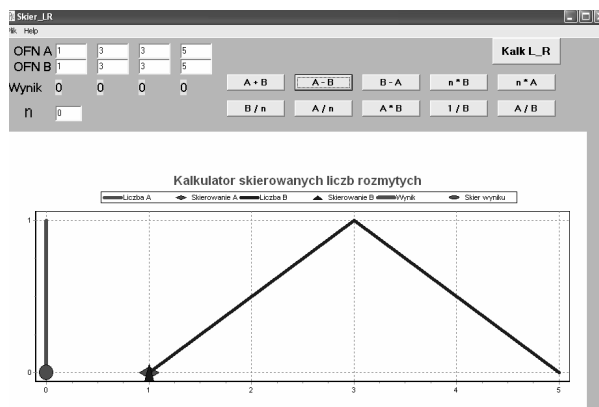 Skier_LR
Plik Help
OFN A 1 3 3 5 Kalk L_R
OFN B 1 3 3 5
Wynik 0 0 0 0
A + B A - B B - A n * B n * A
n 0
B / n A / n A * B 1 / B A / B
Kalkulator skierowanych liczb rozmytych
Liczba A Skierowanie A Liczba B Skierowanie B Wynik Skier wyniku
1
0
0 1 2 3 4 5